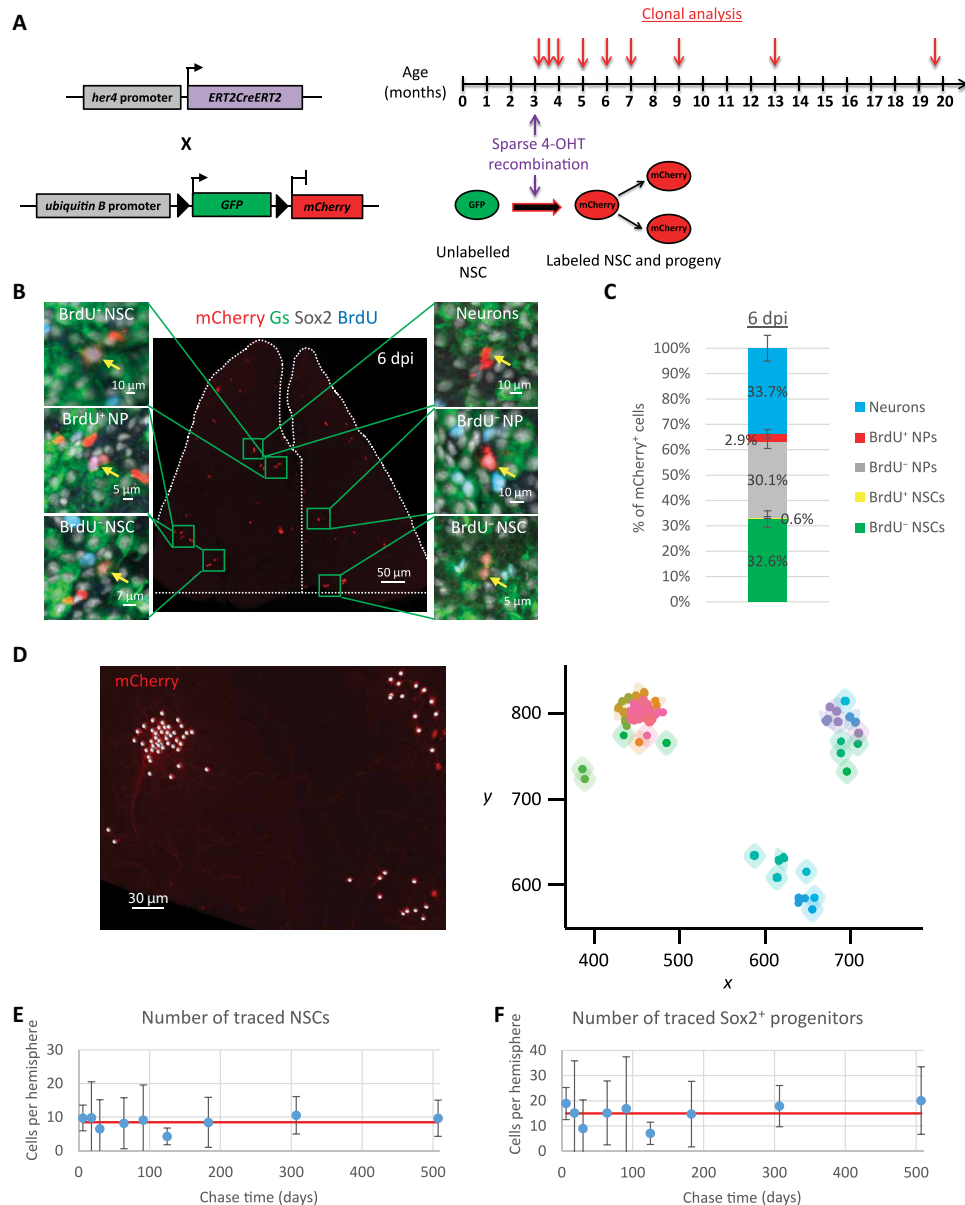 A
Clonal analysis
her4 promoter
ERT2CreERT2
Age
(months)
0 1 2 3 4 5 6 7 8 9 10 11 12 13 14 15 16 17 18 19 20
X
Sparse 4-OHT
recombination
ubiquitin B promoter
GFP
mCherry
GFP
mCherry
mCherry
mCherry
Unlabelled
NSC
Labeled NSC and progeny
B
mCherry Gs Sox2 BrdU
6 dpi
BrdU⁺ NSC
10 µm
BrdU⁺ NP
5 µm
BrdU⁻ NSC
7 µm
50 µm
Neurons
10 µm
BrdU⁻ NP
10 µm
BrdU⁻ NSC
5 µm
C
6 dpi
% of mCherry⁺ cells
100%
90%
80%
70%
60%
50%
40%
30%
20%
10%
0%
33.7%
2.9%
30.1%
0.6%
32.6%
Neurons
BrdU⁺ NPs
BrdU⁻ NPs
BrdU⁺ NSCs
BrdU⁻ NSCs
D
mCherry
30 µm
y
800
700
600
400 500 600 700
x
E
Number of traced NSCs
Cells per hemisphere
30
20
10
0
0 100 200 300 400 500
Chase time (days)
F
Number of traced Sox2⁺ progenitors
Cells per hemisphere
40
30
20
10
0
0 100 200 300 400 500
Chase time (days)